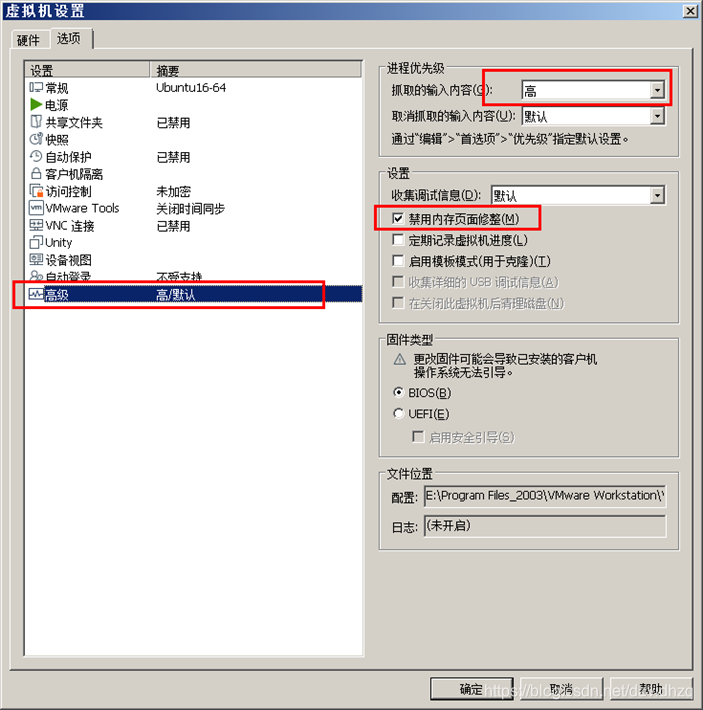 虚拟机设置
硬件 选项
设置 摘要
常规 Ubuntu16-64
电源
共享文件夹 已禁用
快照
自动保护 已禁用
客户机隔离
访问控制 未加密
vm VMware Tools 关闭时间同步
VNC 连接 已禁用
Unity
设备视图
自动登录 不受支持
高级 高/默认
进程优先级
抓取的输入内容(G): 高
取消抓取的输入内容(U): 默认
通过“编辑”>“首选项”>“优先级”指定默认设置。
设置
收集调试信息(D): 默认
禁用内存页面修整(M)
定期记录虚拟机进度(L)
启用模板模式(用于克隆)(T)
收集详细的 USB 调试信息(A)
在关闭此虚拟机后清理磁盘(N)
固件类型
更改固件可能会导致已安装的客户机
操作系统无法引导。
BIOS(B)
UEFI(E)
启用安全引导(S)
文件位置
配置: E:\Program Files_2003\VMware Workstation\
日志: (未开启)
确定 取消 帮助